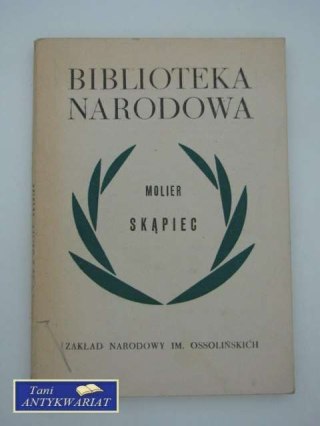 BIBLIOTEKA
NARODOWA
MOLIER
SKĄPIEC
ZAKŁAD NARODOWY IM. OSSOLIŃSKICH
Tani
ANTYKWARIAT